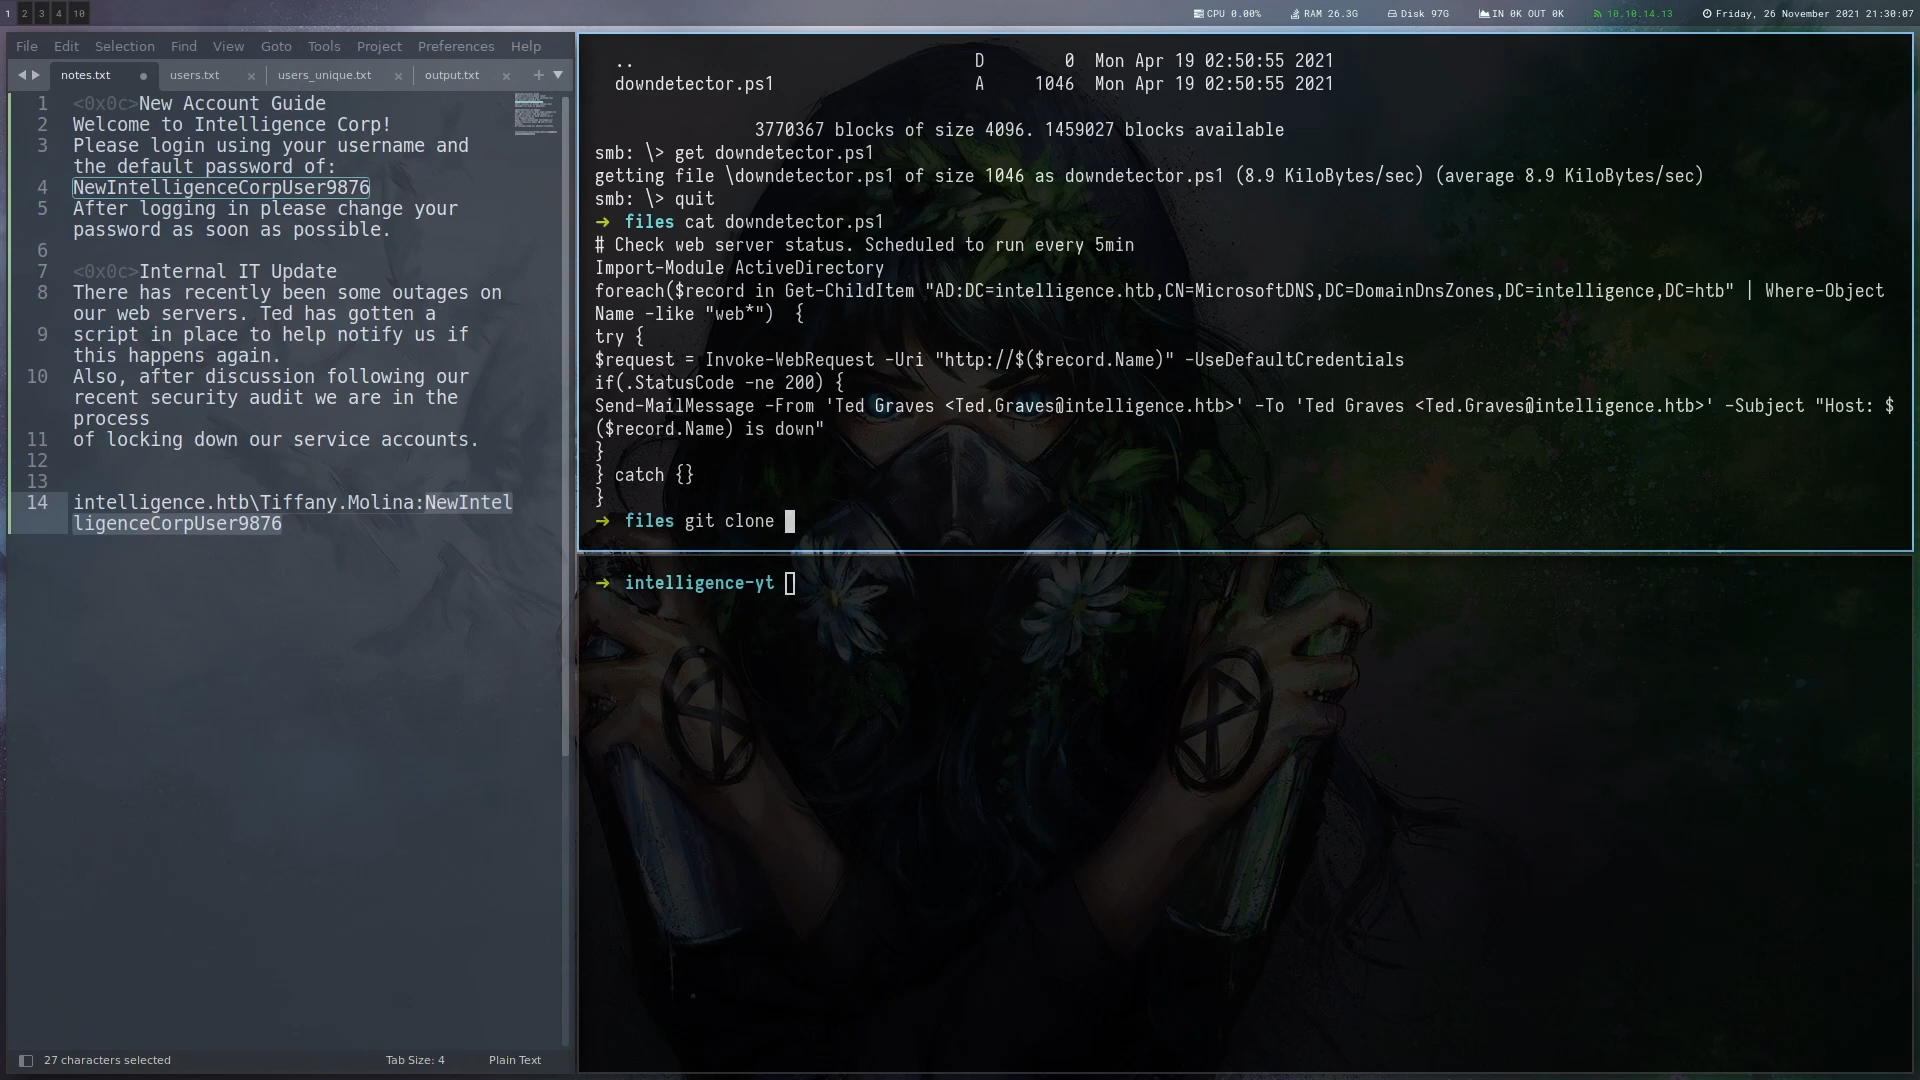 1 2 3 4 10
CPU 0.00% RAM 26.3G Disk 97G IN 0K OUT 0K 10.10.14.13 Friday, 26 November 2021 21:30:07
File Edit Selection Find View Goto Tools Project Preferences Help
notes.txt users.txt users_unique.txt output.txt
1 <0x0c>New Account Guide
2 Welcome to Intelligence Corp!
3 Please login using your username and
the default password of:
4 NewIntelligenceCorpUser9876
5 After logging in please change your
password as soon as possible.
6
7 <0x0c>Internal IT Update
8 There has recently been some outages on
our web servers. Ted has gotten a
9 script in place to help notify us if
this happens again.
10 Also, after discussion following our
recent security audit we are in the
process
11 of locking down our service accounts.
12
13
14 intelligence.htb\Tiffany.Molina:NewIntel
ligenceCorpUser9876
27 characters selected Tab Size: 4 Plain Text
.. D 0 Mon Apr 19 02:50:55 2021
downdetector.ps1 A 1046 Mon Apr 19 02:50:55 2021
3770367 blocks of size 4096. 1459027 blocks available
smb: \> get downdetector.ps1
getting file \downdetector.ps1 of size 1046 as downdetector.ps1 (8.9 KiloBytes/sec) (average 8.9 KiloBytes/sec)
smb: \> quit
→ files cat downdetector.ps1
# Check web server status. Scheduled to run every 5min
Import-Module ActiveDirectory
foreach($record in Get-ChildItem "AD:DC=intelligence.htb,CN=MicrosoftDNS,DC=DomainDnsZones,DC=intelligence,DC=htb" | Where-Object
Name -like "web*")  {
try {
$request = Invoke-WebRequest -Uri "http://$($record.Name)" -UseDefaultCredentials
if(.StatusCode -ne 200) {
Send-MailMessage -From 'Ted Graves <Ted.Graves@intelligence.htb>' -To 'Ted Graves <Ted.Graves@intelligence.htb>' -Subject "Host: $
($record.Name) is down"
}
} catch {}
}
→ files git clone
→ intelligence-yt